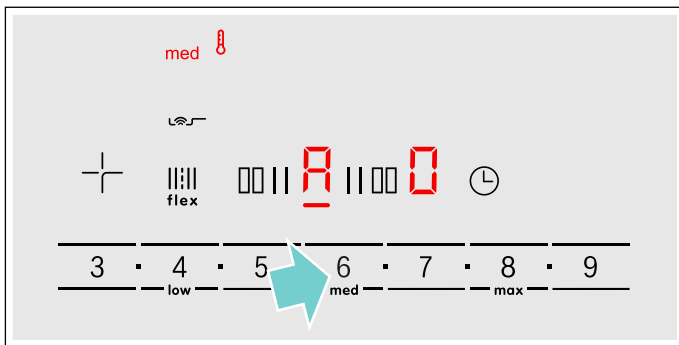 med
A 0
flex
3 · 4 · 5 6 · 7 · 8 · 9
low med max